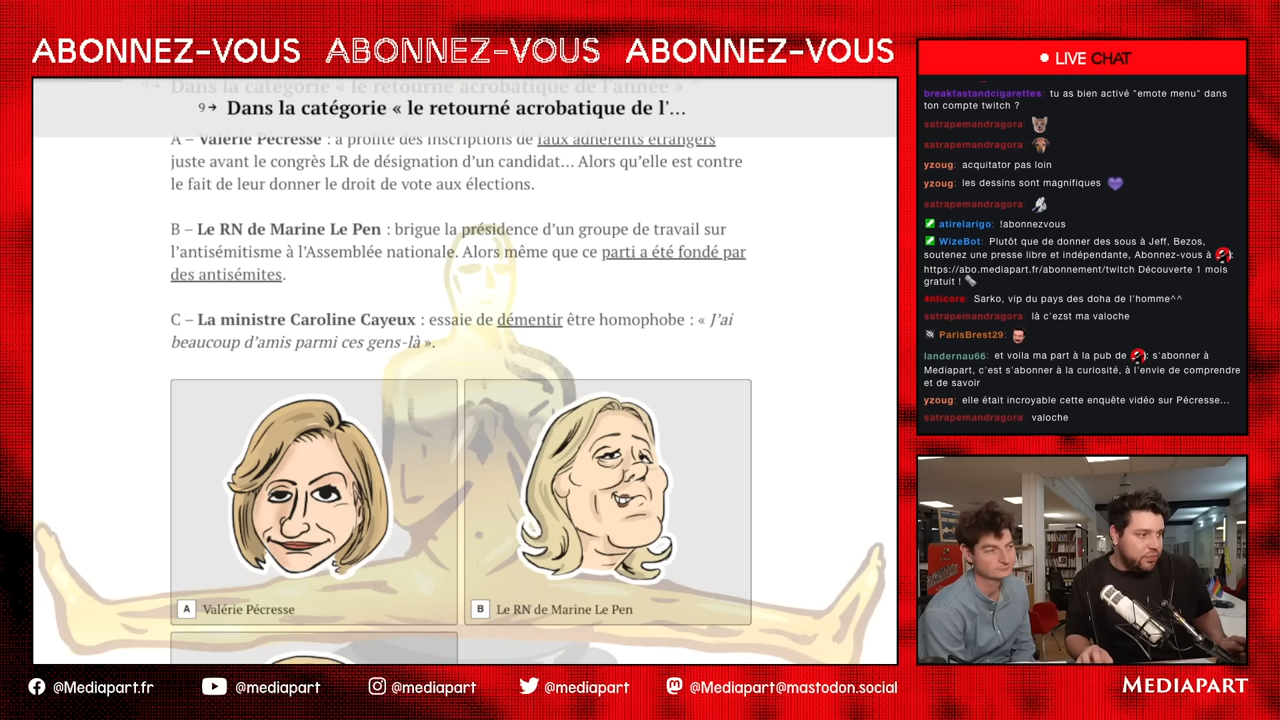 ABONNEZ-VOUS ABONNEZ-VOUS ABONNEZ-VOUS
9→ Dans la catégorie « le retourné acrobatique de l'année »
9→ Dans la catégorie « le retourné acrobatique de l'…
A – Valérie Pécresse : a profité des inscriptions de faux adhérents étrangers
juste avant le congrès LR de désignation d’un candidat… Alors qu’elle est contre
le fait de leur donner le droit de vote aux élections.
B – Le RN de Marine Le Pen : brigue la présidence d’un groupe de travail sur
l’antisémitisme à l’Assemblée nationale. Alors même que ce parti a été fondé par
des antisémites.
C – La ministre Caroline Cayeux : essaie de démentir être homophobe : « J’ai
beaucoup d’amis parmi ces gens-là ».
A Valérie Pécresse
B Le RN de Marine Le Pen
LIVE CHAT
breakfastandcigarettes: tu as bien activé "emote menu" dans
ton compte twitch ?
satrapemandragora:
satrapemandragora:
yzoug: acquitator pas loin
yzoug: les dessins sont magnifiques
satrapemandragora:
atirelarigo: !abonnezvous
WizeBot: Plutôt que de donner des sous à Jeff, Bezos,
soutenez une presse libre et indépendante, Abonnez-vous à :
https://abo.mediapart.fr/abonnement/twitch Découverte 1 mois
gratuit !
4nticore: Sarko, vip du pays des doha de l'homme^^
satrapemandragora: là c'ezst ma valoche
ParisBrest29:
landernau66: et voila ma part à la pub de : s'abonner à
Mediapart, c'est s'abonner à la curiosité, à l'envie de comprendre
et de savoir
yzoug: elle était incroyable cette enquête vidéo sur Pécresse...
satrapemandragora: valoche
@Mediapart.fr @mediapart @mediapart @mediapart @Mediapart@mastodon.social
MEDIAPART